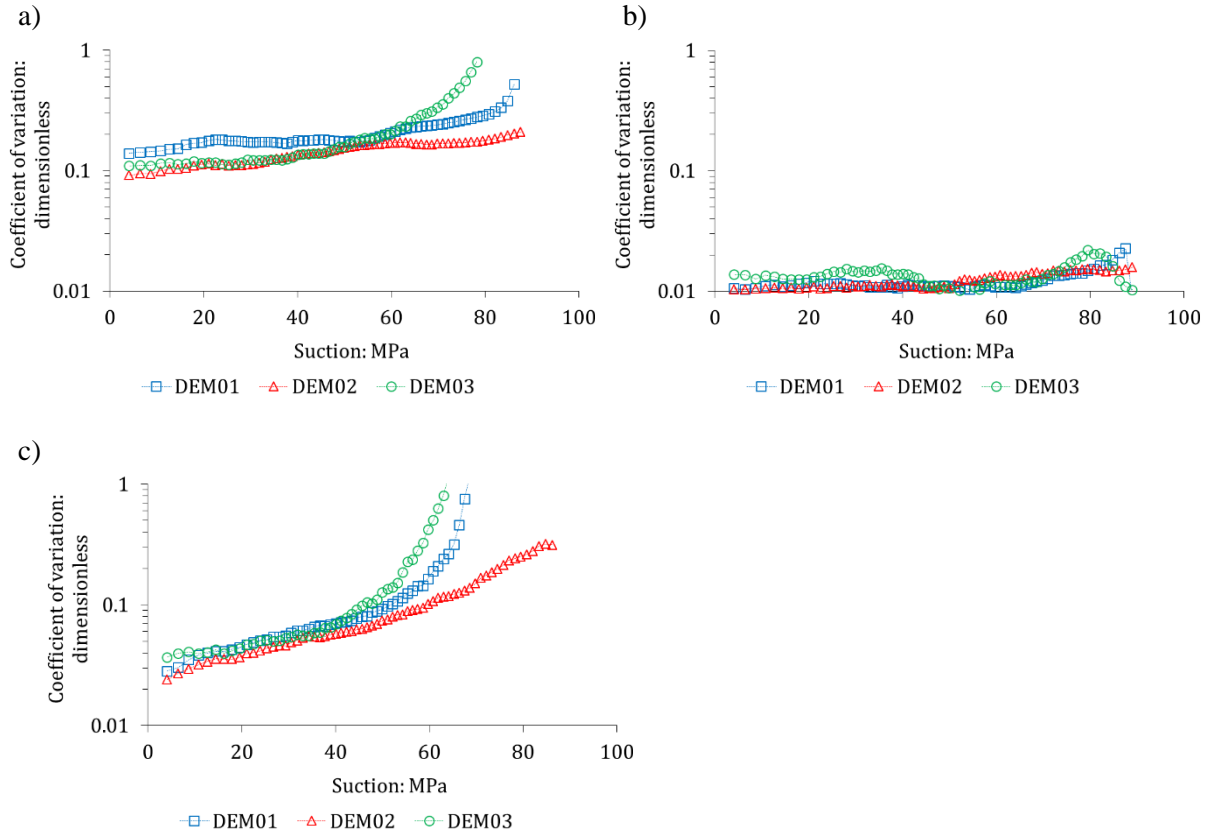 a)
Coefficient of variation:
dimensionless
1
0.1
0.01
0 20 40 60 80 100
Suction: MPa
DEM01 DEM02 DEM03
b)
Coefficient of variation:
dimensionless
1
0.1
0.01
0 20 40 60 80 100
Suction: MPa
DEM01 DEM02 DEM03
c)
Coefficient of variation:
dimensionless
1
0.1
0.01
0 20 40 60 80 100
Suction: MPa
DEM01 DEM02 DEM03